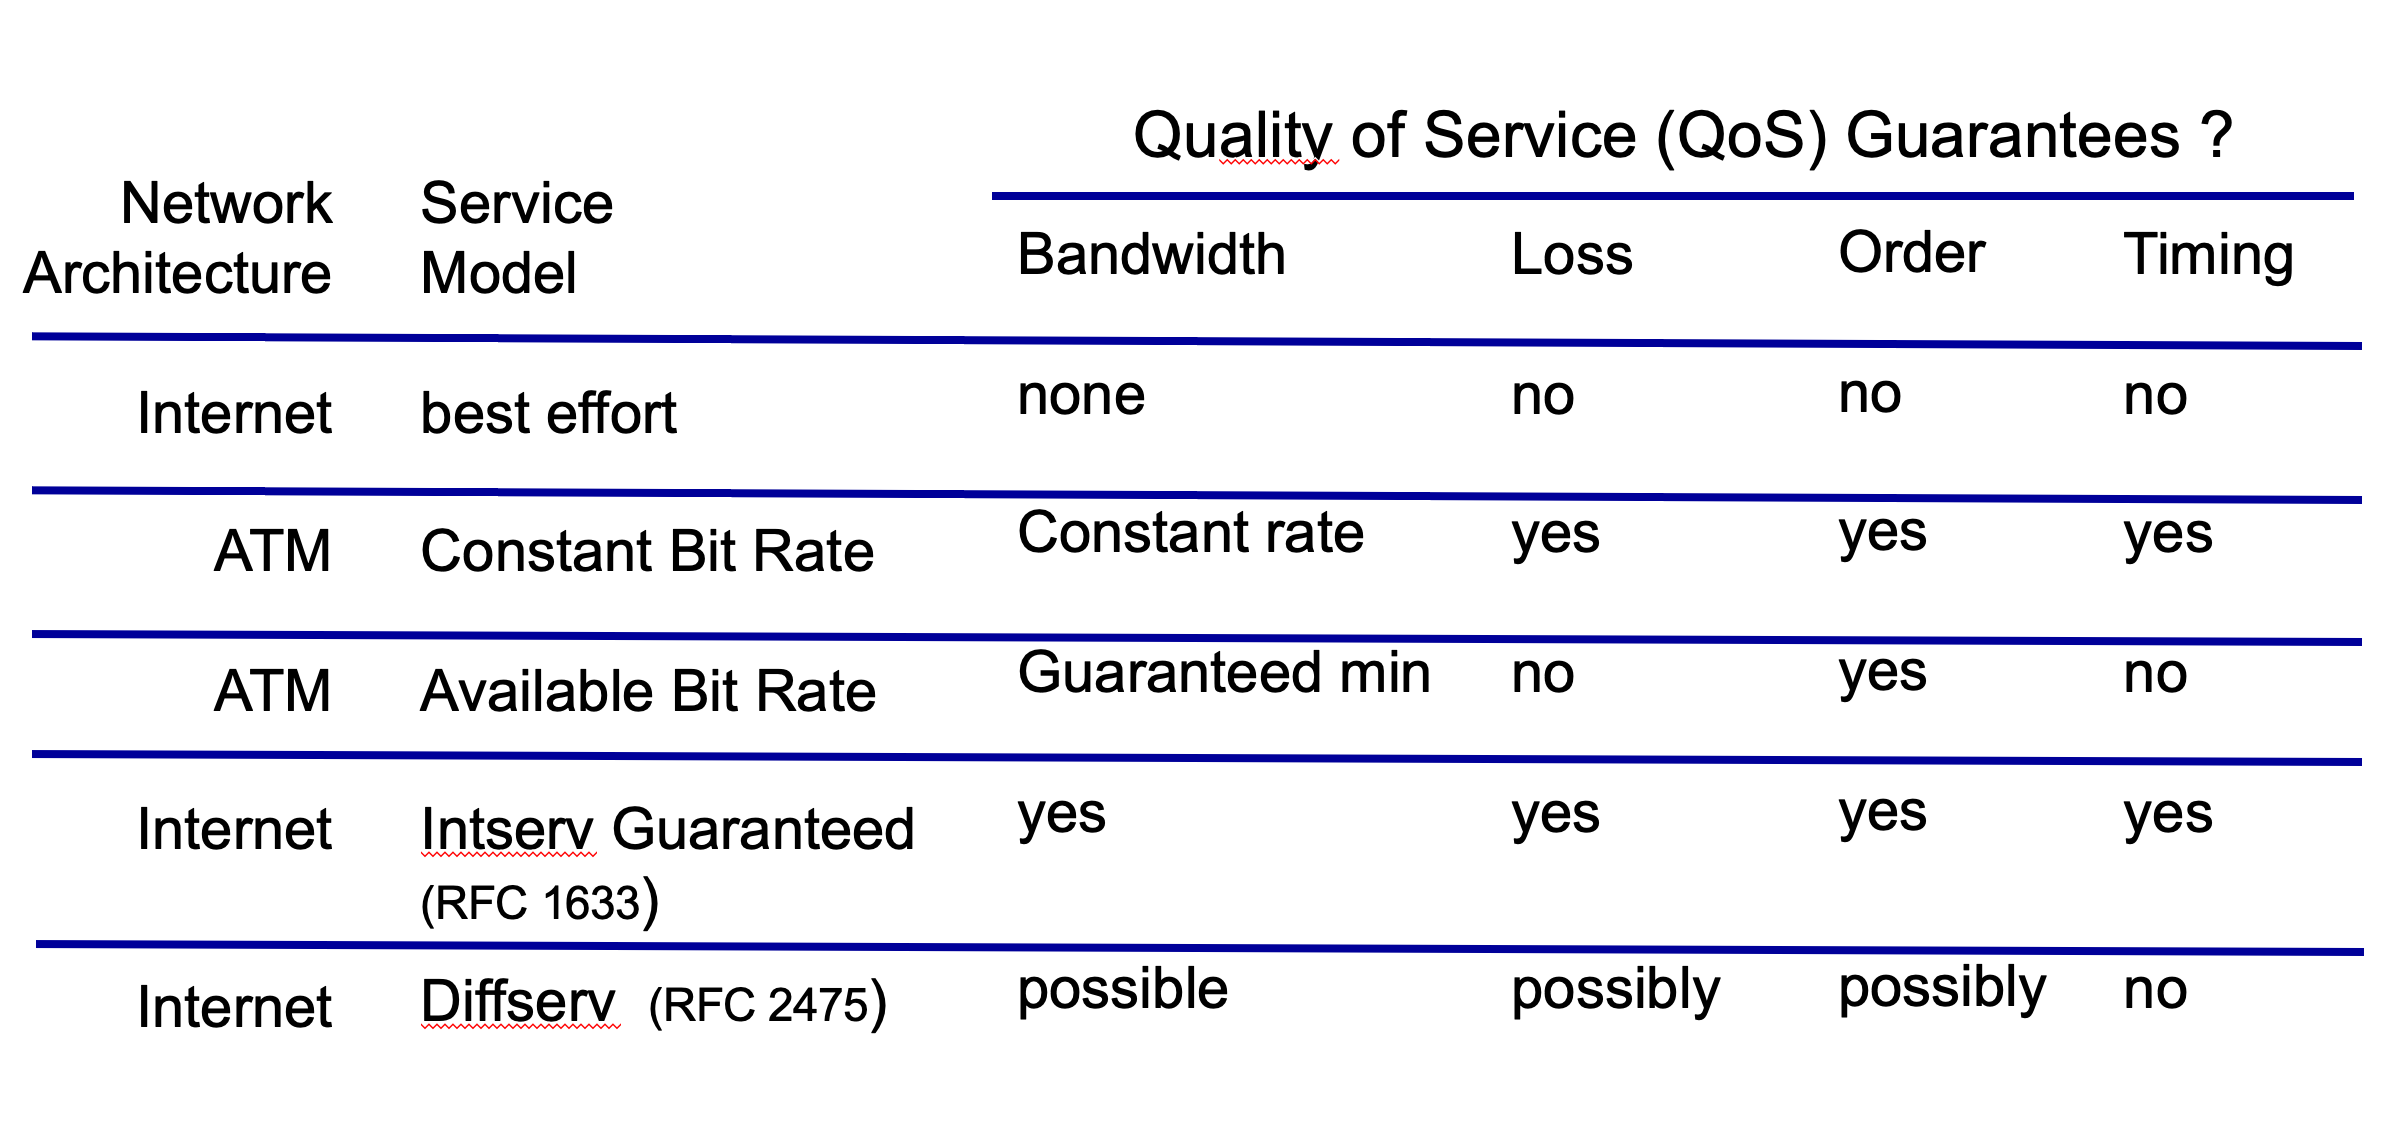 Quality of Service (QoS) Guarantees ?
Network Architecture
Service Model
Bandwidth Loss Order Timing
Internet best effort none no no no
ATM Constant Bit Rate Constant rate yes yes yes
ATM Available Bit Rate Guaranteed min no yes no
Internet Intserv Guaranteed yes yes yes yes
(RFC 1633)
Internet Diffserv (RFC 2475) possible possibly possibly no